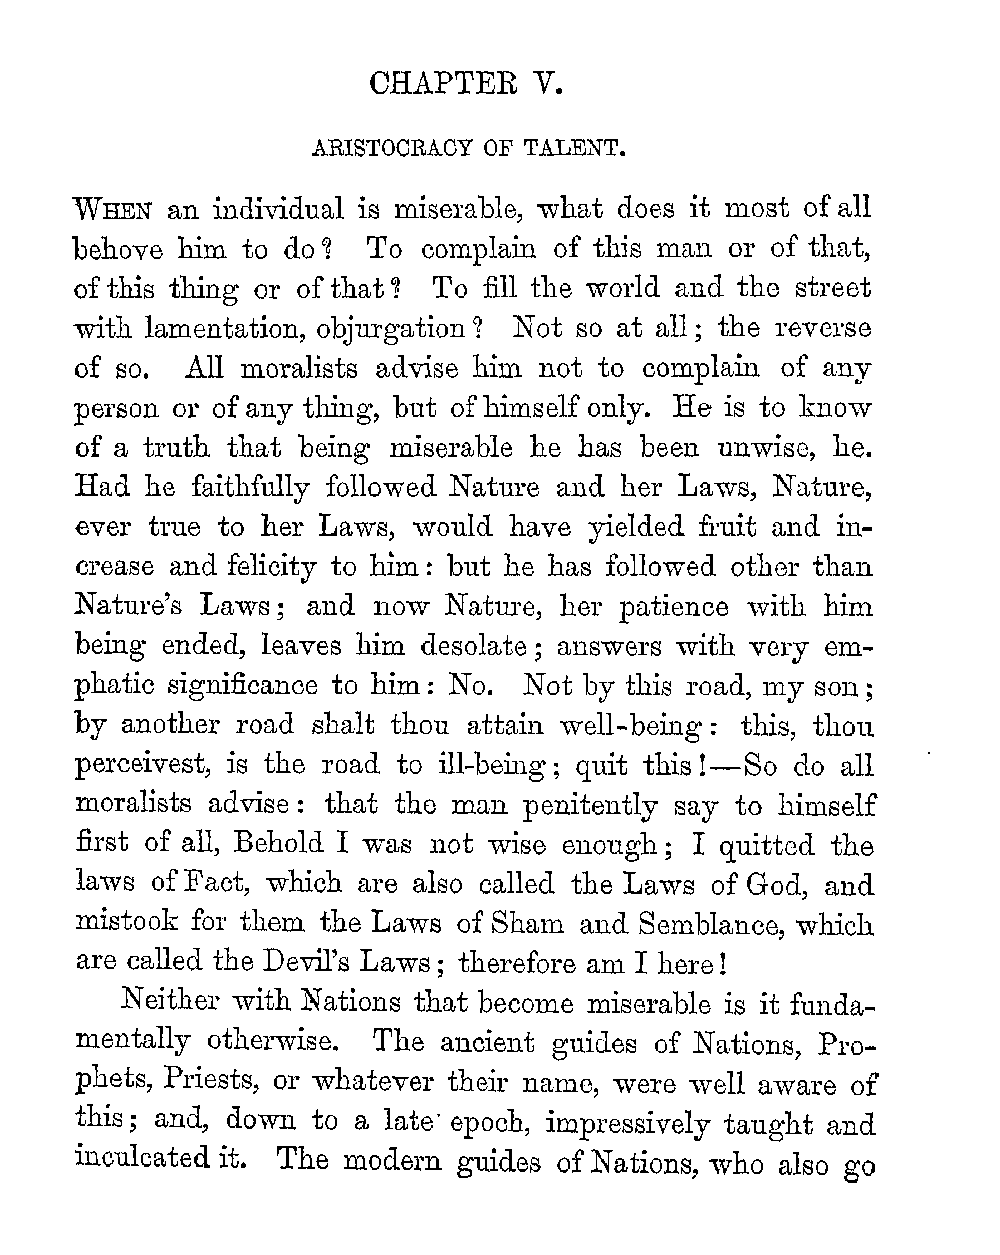 CHAPTER V.
ARISTOCRACY OF TALENT.
WHEN an individual is miserable, what does it most of all
behove him to do? To complain of this man or of that,
of this thing or of that? To fill the world and the street
with lamentation, objurgation? Not so at all; the reverse
of so. All moralists advise him not to complain of any
person or of any thing, but of himself only. He is to know
of a truth that being miserable he has been unwise, he.
Had he faithfully followed Nature and her Laws, Nature,
ever true to her Laws, would have yielded fruit and in-
crease and felicity to him: but he has followed other than
Nature's Laws; and now Nature, her patience with him
being ended, leaves him desolate; answers with very em-
phatic significance to him: No. Not by this road, my son;
by another road shalt thou attain well-being: this, thou
perceivest, is the road to ill-being; quit this!—So do all
moralists advise: that the man penitently say to himself
first of all, Behold I was not wise enough; I quitted the
laws of Fact, which are also called the Laws of God, and
mistook for them the Laws of Sham and Semblance, which
are called the Devil's Laws; therefore am I here!
Neither with Nations that become miserable is it funda-
mentally otherwise. The ancient guides of Nations, Pro-
phets, Priests, or whatever their name, were well aware of
this; and, down to a late epoch, impressively taught and
inculcated it. The modern guides of Nations, who also go